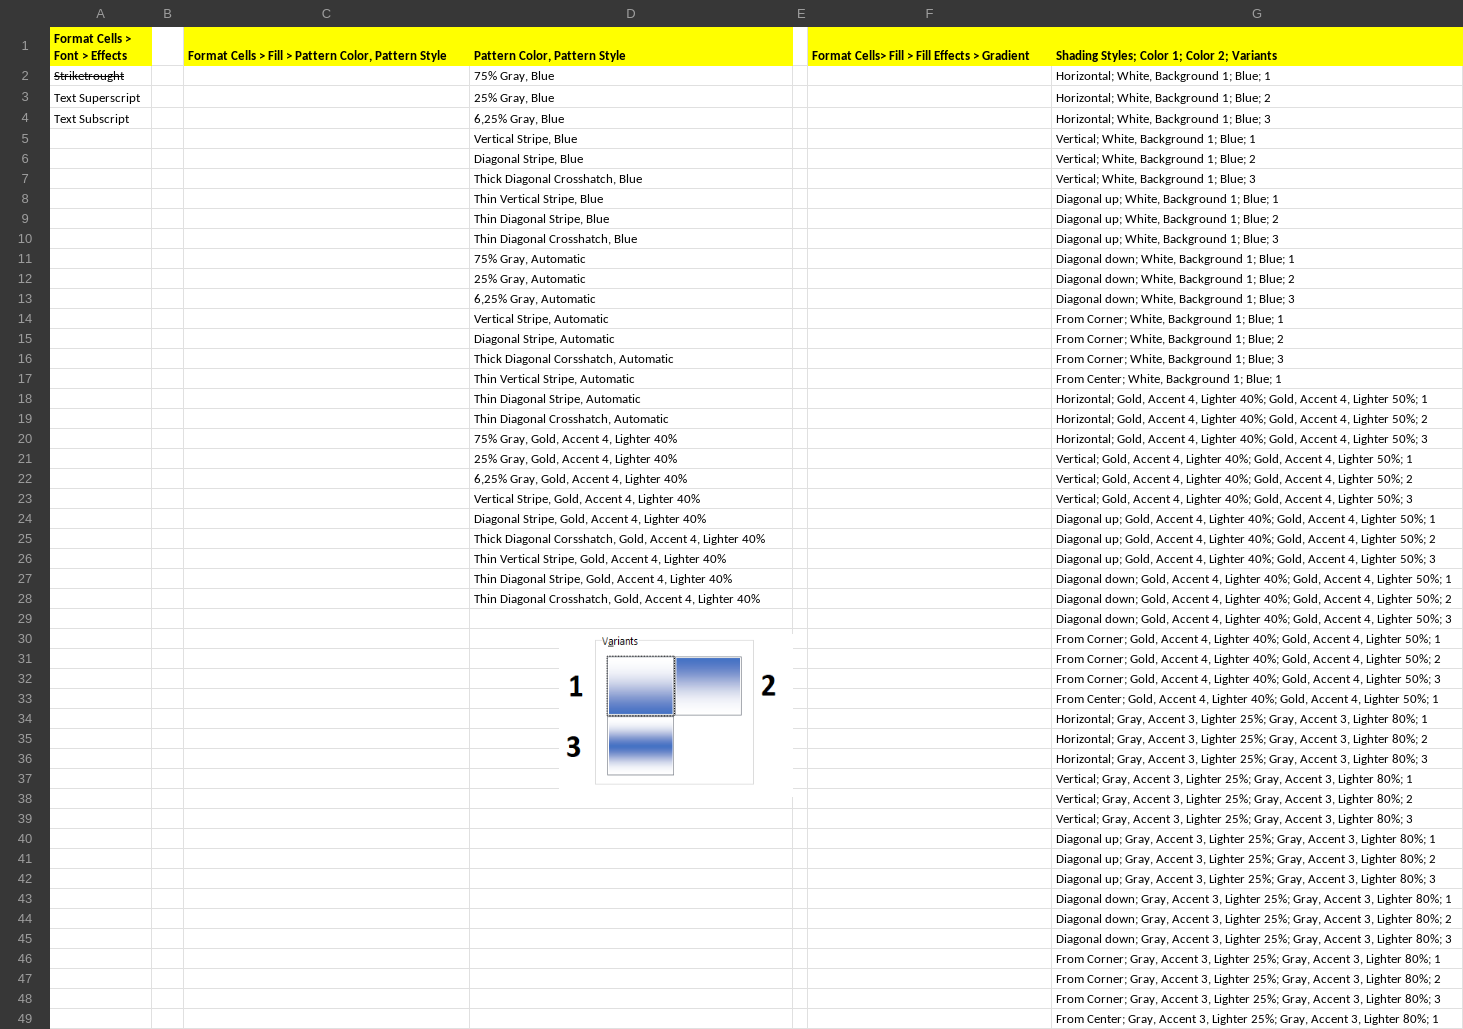 A B C D E F G
1 Format Cells >
Font > Effects Format Cells > Fill > Pattern Color, Pattern Style Pattern Color, Pattern Style Format Cells> Fill > Fill Effects > Gradient Shading Styles; Color 1; Color 2; Variants
2 Striketrought 75% Gray, Blue Horizontal; White, Background 1; Blue; 1
3 Text Superscript 25% Gray, Blue Horizontal; White, Background 1; Blue; 2
4 Text Subscript 6,25% Gray, Blue Horizontal; White, Background 1; Blue; 3
5 Vertical Stripe, Blue Vertical; White, Background 1; Blue; 1
6 Diagonal Stripe, Blue Vertical; White, Background 1; Blue; 2
7 Thick Diagonal Crosshatch, Blue Vertical; White, Background 1; Blue; 3
8 Thin Vertical Stripe, Blue Diagonal up; White, Background 1; Blue; 1
9 Thin Diagonal Stripe, Blue Diagonal up; White, Background 1; Blue; 2
10 Thin Diagonal Crosshatch, Blue Diagonal up; White, Background 1; Blue; 3
11 75% Gray, Automatic Diagonal down; White, Background 1; Blue; 1
12 25% Gray, Automatic Diagonal down; White, Background 1; Blue; 2
13 6,25% Gray, Automatic Diagonal down; White, Background 1; Blue; 3
14 Vertical Stripe, Automatic From Corner; White, Background 1; Blue; 1
15 Diagonal Stripe, Automatic From Corner; White, Background 1; Blue; 2
16 Thick Diagonal Corsshatch, Automatic From Corner; White, Background 1; Blue; 3
17 Thin Vertical Stripe, Automatic From Center; White, Background 1; Blue; 1
18 Thin Diagonal Stripe, Automatic Horizontal; Gold, Accent 4, Lighter 40%; Gold, Accent 4, Lighter 50%; 1
19 Thin Diagonal Crosshatch, Automatic Horizontal; Gold, Accent 4, Lighter 40%; Gold, Accent 4, Lighter 50%; 2
20 75% Gray, Gold, Accent 4, Lighter 40% Horizontal; Gold, Accent 4, Lighter 40%; Gold, Accent 4, Lighter 50%; 3
21 25% Gray, Gold, Accent 4, Lighter 40% Vertical; Gold, Accent 4, Lighter 40%; Gold, Accent 4, Lighter 50%; 1
22 6,25% Gray, Gold, Accent 4, Lighter 40% Vertical; Gold, Accent 4, Lighter 40%; Gold, Accent 4, Lighter 50%; 2
23 Vertical Stripe, Gold, Accent 4, Lighter 40% Vertical; Gold, Accent 4, Lighter 40%; Gold, Accent 4, Lighter 50%; 3
24 Diagonal Stripe, Gold, Accent 4, Lighter 40% Diagonal up; Gold, Accent 4, Lighter 40%; Gold, Accent 4, Lighter 50%; 1
25 Thick Diagonal Corsshatch, Gold, Accent 4, Lighter 40% Diagonal up; Gold, Accent 4, Lighter 40%; Gold, Accent 4, Lighter 50%; 2
26 Thin Vertical Stripe, Gold, Accent 4, Lighter 40% Diagonal up; Gold, Accent 4, Lighter 40%; Gold, Accent 4, Lighter 50%; 3
27 Thin Diagonal Stripe, Gold, Accent 4, Lighter 40% Diagonal down; Gold, Accent 4, Lighter 40%; Gold, Accent 4, Lighter 50%; 1
28 Thin Diagonal Crosshatch, Gold, Accent 4, Lighter 40% Diagonal down; Gold, Accent 4, Lighter 40%; Gold, Accent 4, Lighter 50%; 2
29 Diagonal down; Gold, Accent 4, Lighter 40%; Gold, Accent 4, Lighter 50%; 3
30 Variants From Corner; Gold, Accent 4, Lighter 40%; Gold, Accent 4, Lighter 50%; 1
31 From Corner; Gold, Accent 4, Lighter 40%; Gold, Accent 4, Lighter 50%; 2
32 1 2 From Corner; Gold, Accent 4, Lighter 40%; Gold, Accent 4, Lighter 50%; 3
33 From Center; Gold, Accent 4, Lighter 40%; Gold, Accent 4, Lighter 50%; 1
34 Horizontal; Gray, Accent 3, Lighter 25%; Gray, Accent 3, Lighter 80%; 1
35 3 Horizontal; Gray, Accent 3, Lighter 25%; Gray, Accent 3, Lighter 80%; 2
36 Horizontal; Gray, Accent 3, Lighter 25%; Gray, Accent 3, Lighter 80%; 3
37 Vertical; Gray, Accent 3, Lighter 25%; Gray, Accent 3, Lighter 80%; 1
38 Vertical; Gray, Accent 3, Lighter 25%; Gray, Accent 3, Lighter 80%; 2
39 Vertical; Gray, Accent 3, Lighter 25%; Gray, Accent 3, Lighter 80%; 3
40 Diagonal up; Gray, Accent 3, Lighter 25%; Gray, Accent 3, Lighter 80%; 1
41 Diagonal up; Gray, Accent 3, Lighter 25%; Gray, Accent 3, Lighter 80%; 2
42 Diagonal up; Gray, Accent 3, Lighter 25%; Gray, Accent 3, Lighter 80%; 3
43 Diagonal down; Gray, Accent 3, Lighter 25%; Gray, Accent 3, Lighter 80%; 1
44 Diagonal down; Gray, Accent 3, Lighter 25%; Gray, Accent 3, Lighter 80%; 2
45 Diagonal down; Gray, Accent 3, Lighter 25%; Gray, Accent 3, Lighter 80%; 3
46 From Corner; Gray, Accent 3, Lighter 25%; Gray, Accent 3, Lighter 80%; 1
47 From Corner; Gray, Accent 3, Lighter 25%; Gray, Accent 3, Lighter 80%; 2
48 From Corner; Gray, Accent 3, Lighter 25%; Gray, Accent 3, Lighter 80%; 3
49 From Center; Gray, Accent 3, Lighter 25%; Gray, Accent 3, Lighter 80%; 1